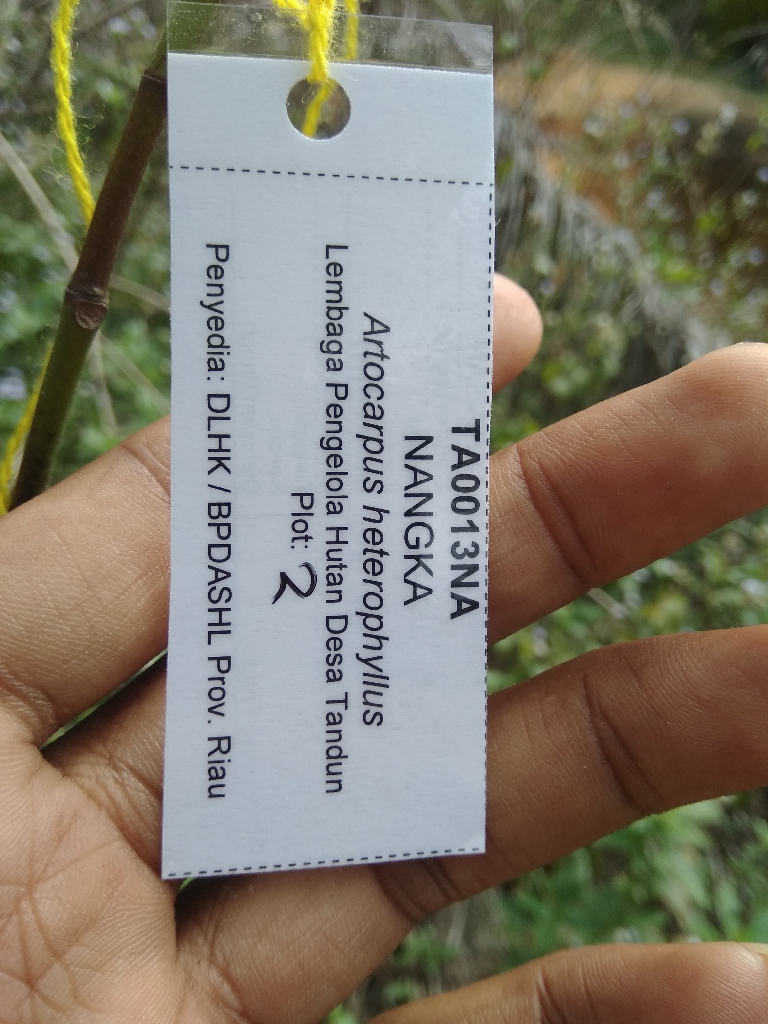 TA0013NA
NANGKA
Artocarpus heterophyllus
Lembaga Pengelola Hutan Desa Tandun
Plot: 2
Penyedia: DLHK / BPDASHL Prov. Riau